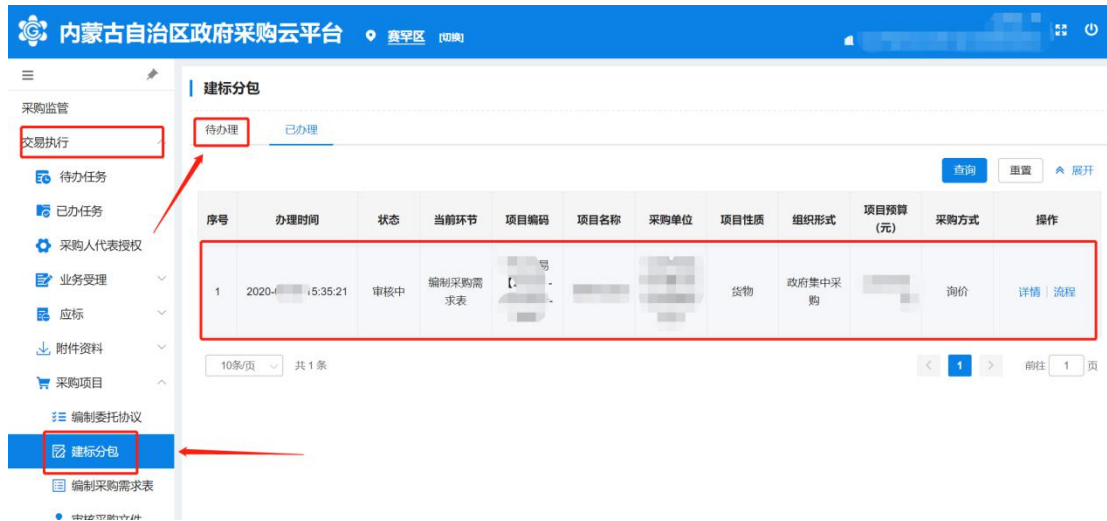 内蒙古自治区政府采购云平台 赛罕区 [切换]
采购监管
交易执行
待办任务
已办任务
采购人代表授权
业务受理
应标
附件资料
采购项目
编制委托协议
建标分包
编制采购需求表
审核采购文件
建标分包
待办理 已办理
查询 重置 展开
序号 办理时间 状态 当前环节 项目编码 项目名称 采购单位 项目性质 组织形式 项目预算（元） 采购方式 操作
1 2020- 5:35:21 审核中 编制采购需求表 易 货物 政府集中采购 询价 详情 流程
10条/页 共 1 条 1 前往 1 页